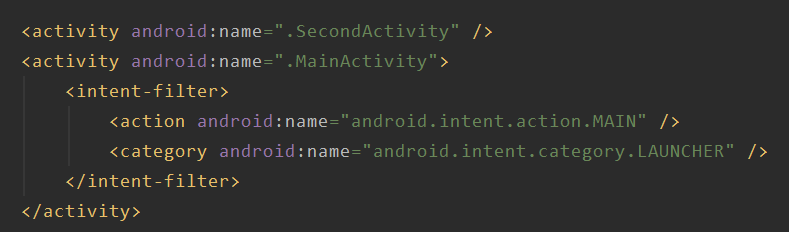 <activity android:name=".SecondActivity" />
<activity android:name=".MainActivity">
    <intent-filter>
        <action android:name="android.intent.action.MAIN" />
        <category android:name="android.intent.category.LAUNCHER" />
    </intent-filter>
</activity>